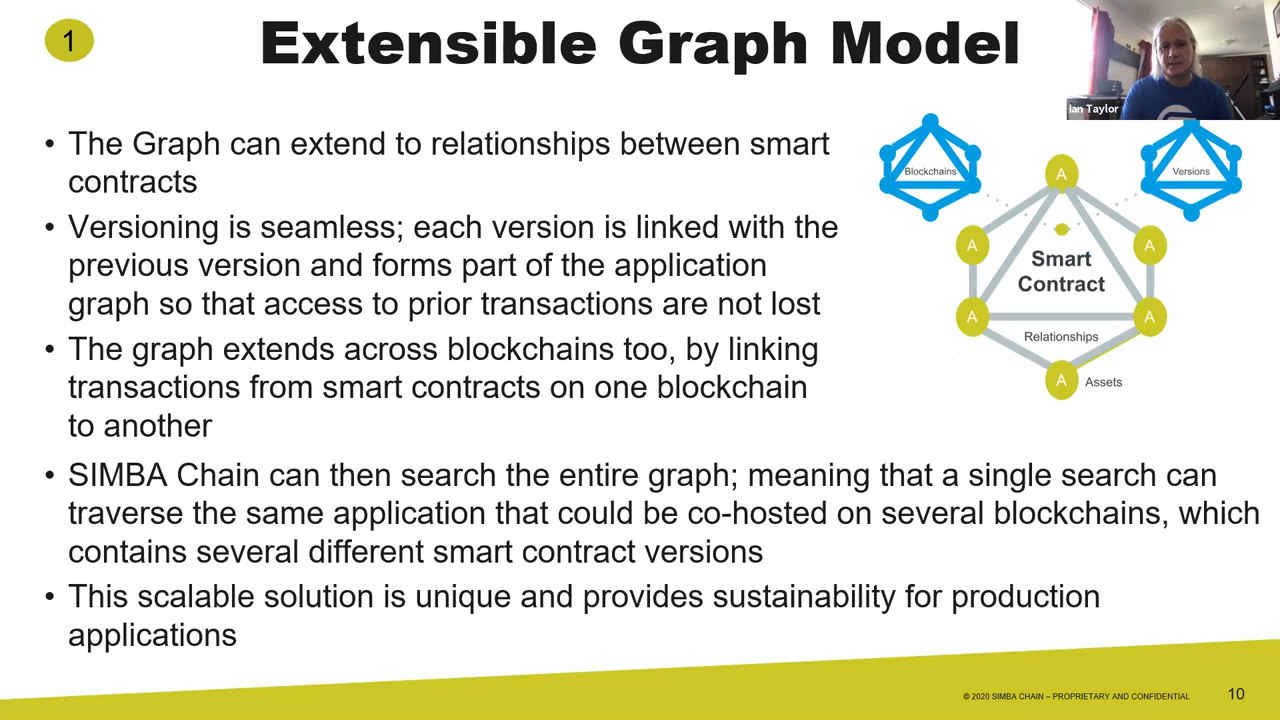 1
Extensible Graph Model
Ian Taylor
• The Graph can extend to relationships between smart
contracts
• Versioning is seamless; each version is linked with the
previous version and forms part of the application
graph so that access to prior transactions are not lost
• The graph extends across blockchains too, by linking
transactions from smart contracts on one blockchain
to another
• SIMBA Chain can then search the entire graph; meaning that a single search can
traverse the same application that could be co-hosted on several blockchains, which
contains several different smart contract versions
• This scalable solution is unique and provides sustainability for production
applications
Blockchains
Versions
A
A
A
Smart
Contract
A
A
Relationships
A
Assets
© 2020 SIMBA CHAIN – PROPRIETARY AND CONFIDENTIAL
10